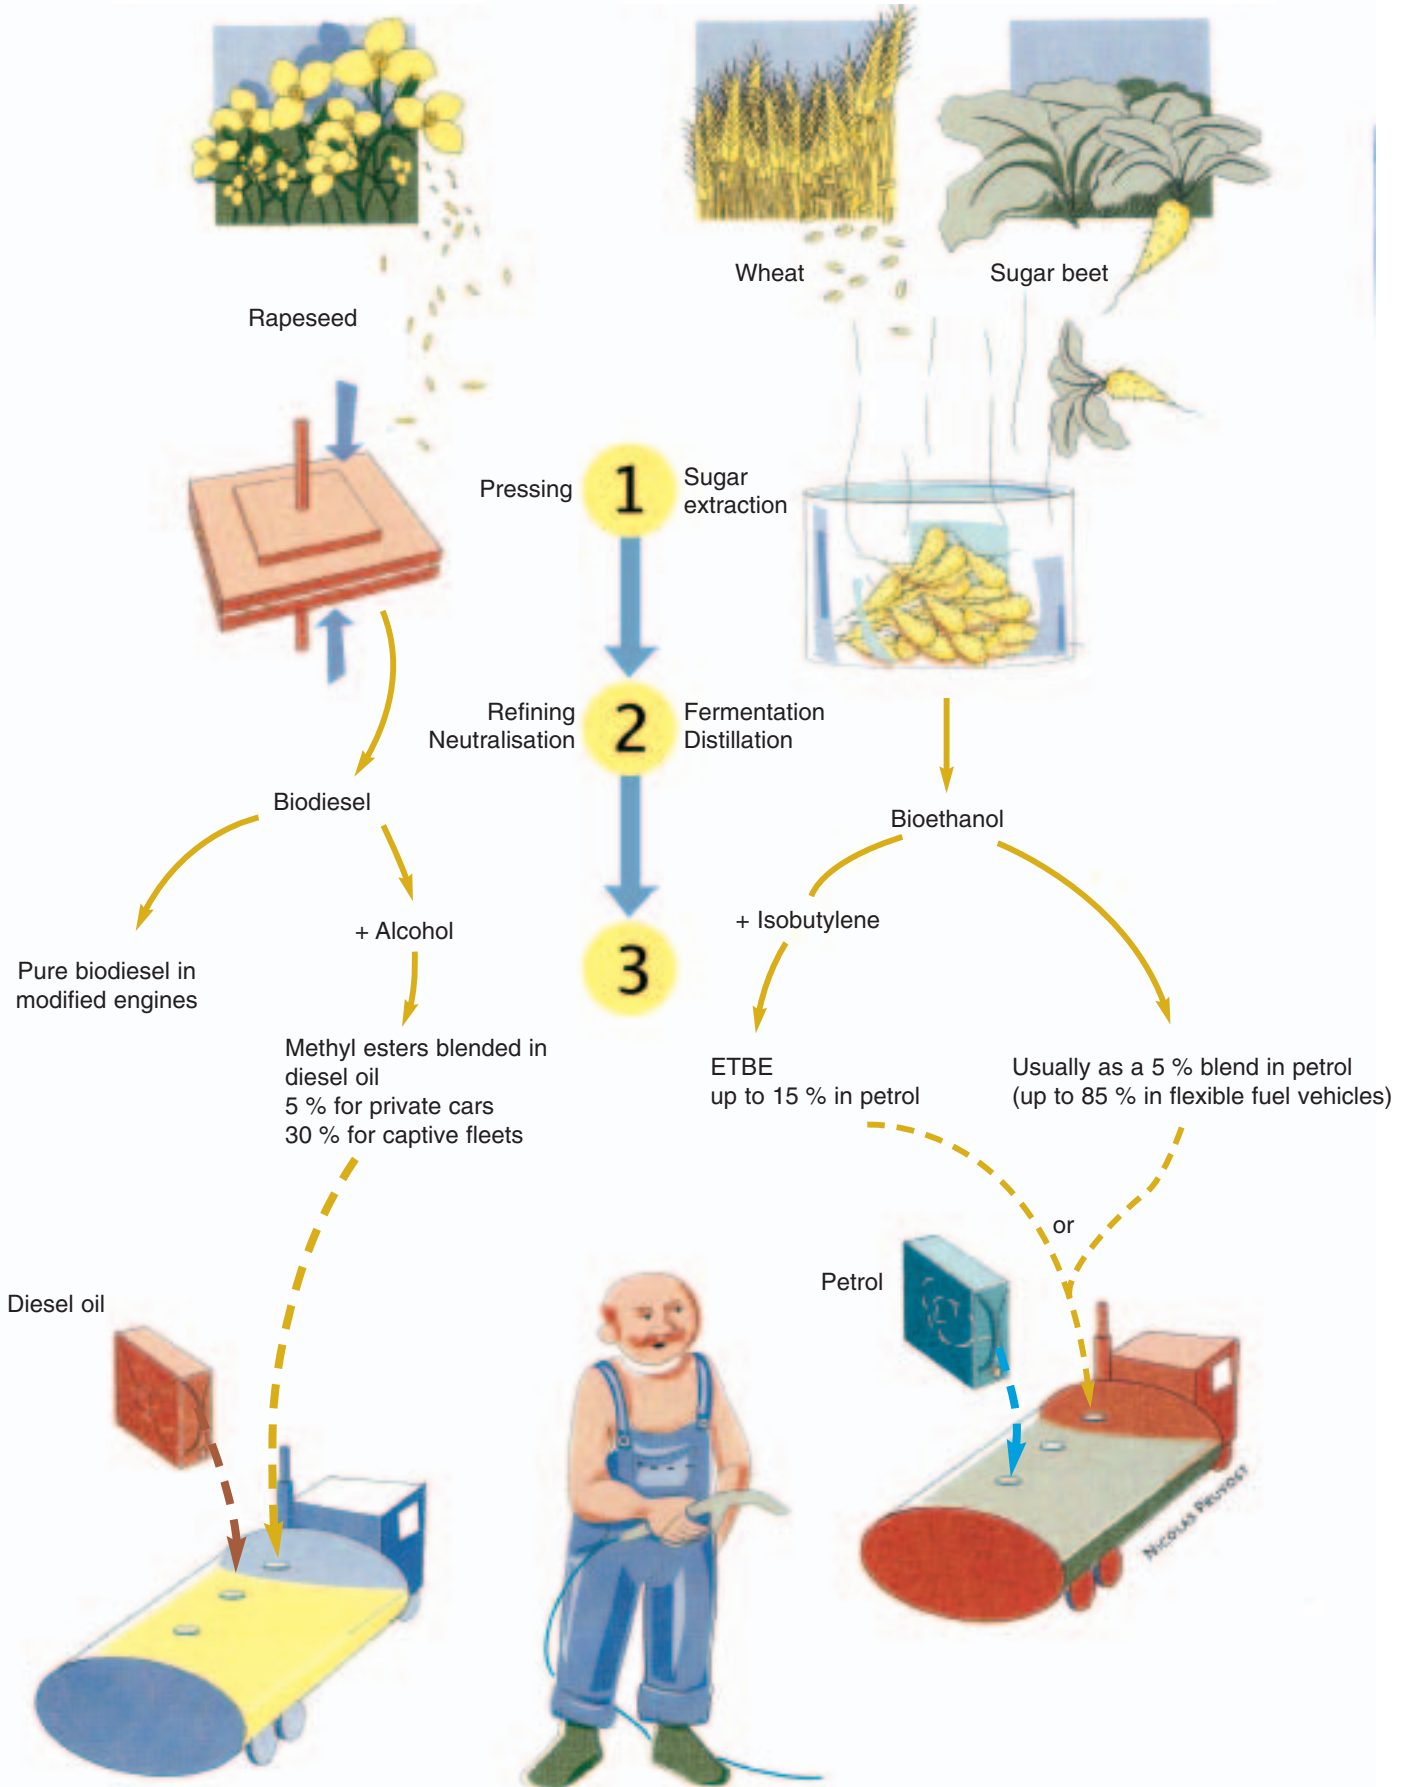 Wheat
Sugar beet
Rapeseed
Pressing
1
Sugar
extraction
Refining
Neutralisation
2
Fermentation
Distillation
Biodiesel
Bioethanol
+ Alcohol
+ Isobutylene
3
Pure biodiesel in
modified engines
Methyl esters blended in
diesel oil
5 % for private cars
30 % for captive fleets
ETBE
up to 15 % in petrol
Usually as a 5 % blend in petrol
(up to 85 % in flexible fuel vehicles)
or
Petrol
Diesel oil
NICOLAS PRUVOST